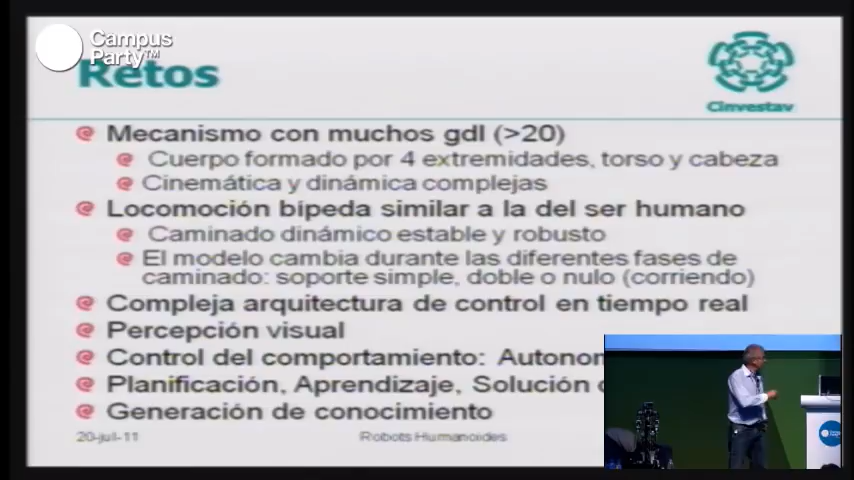 Campus
Party™
Retos
Cinvestav
Mecanismo con muchos gdl (>20)
Cuerpo formado por 4 extremidades, torso y cabeza
Cinemática y dinámica complejas
Locomoción bípeda similar a la del ser humano
Caminado dinámico estable y robusto
El modelo cambia durante las diferentes fases de
caminado: soporte simple, doble o nulo (corriendo)
Compleja arquitectura de control en tiempo real
Percepción visual
Control del comportamiento:
Planificación, Aprendizaje, Solución
Generación de conocimiento
20-jul-11
Robots Humanoides